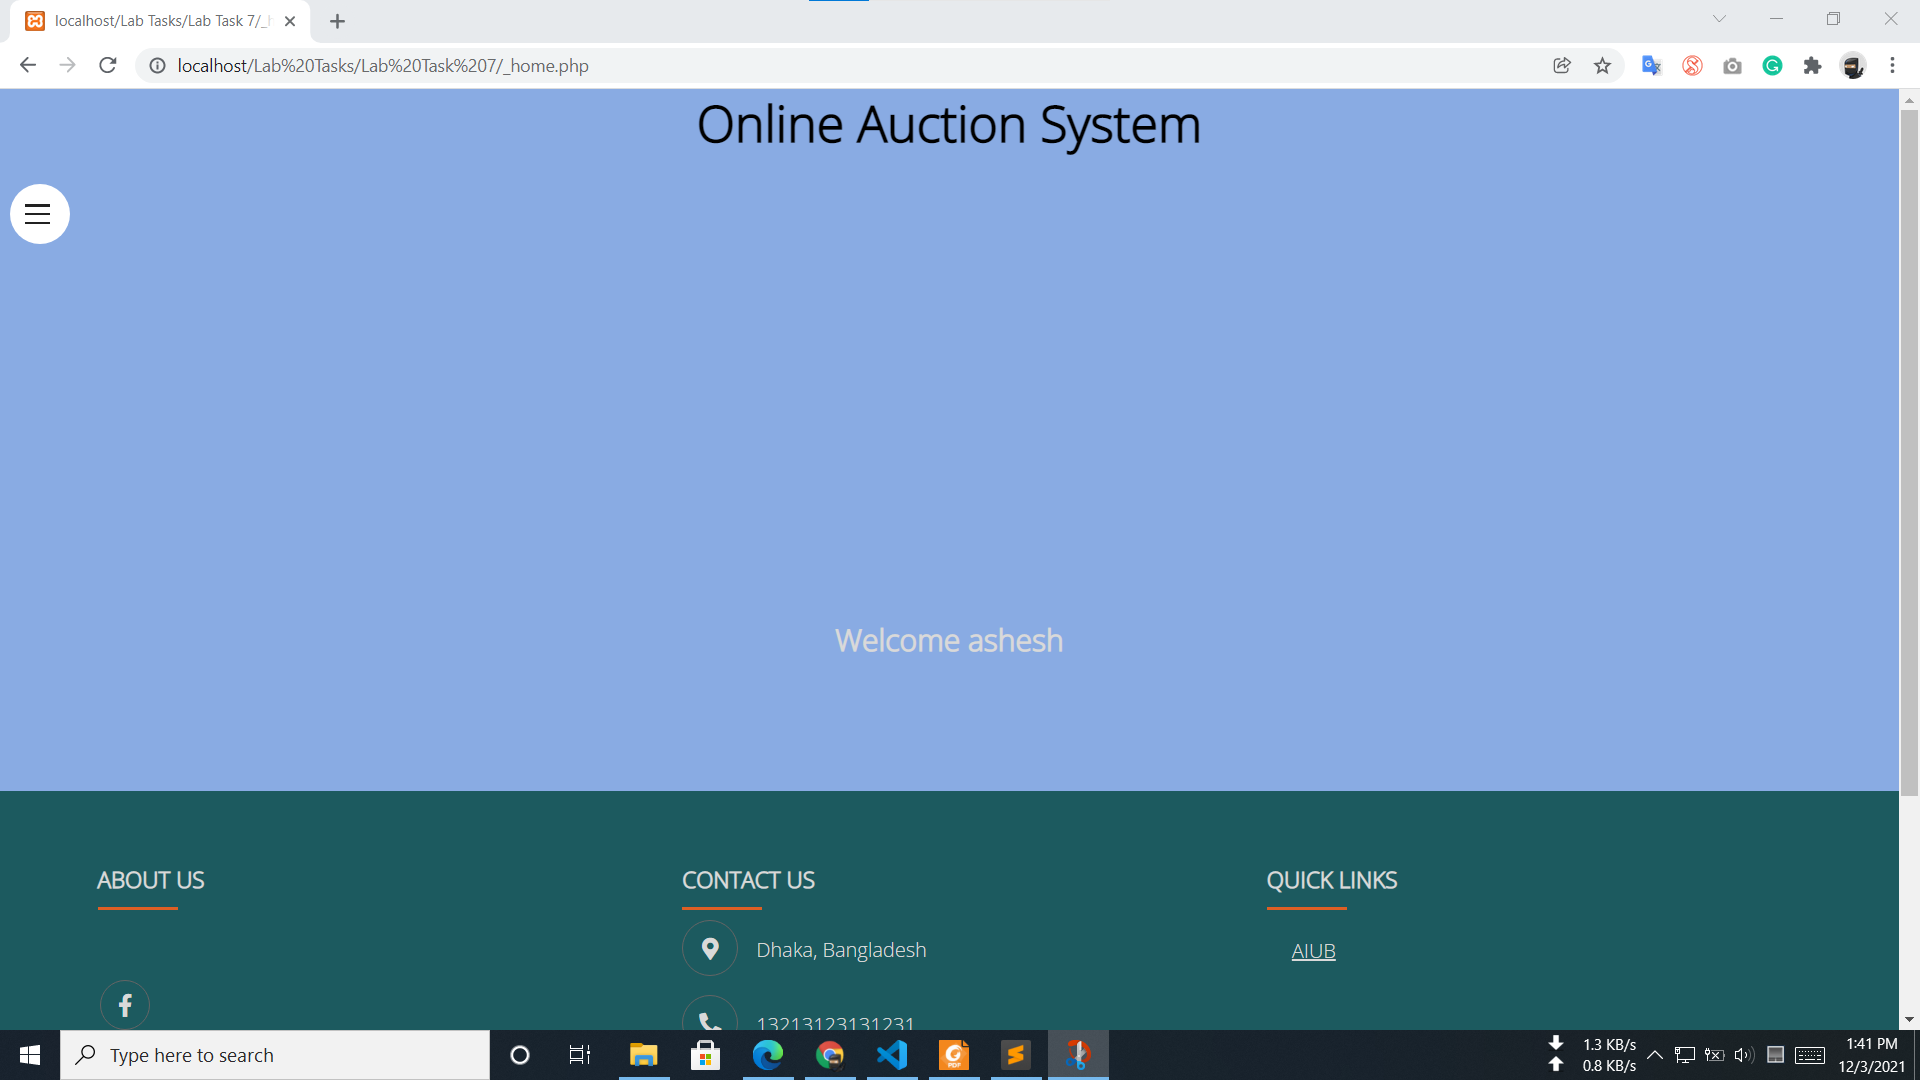 localhost/Lab Tasks/Lab Task 7/_h
localhost/Lab%20Tasks/Lab%20Task%207/_home.php
Online Auction System
Welcome ashesh
ABOUT US
CONTACT US
QUICK LINKS
Dhaka, Bangladesh
AIUB
13213123131231
Type here to search
1.3 KB/s
0.8 KB/s
1:41 PM
12/3/2021